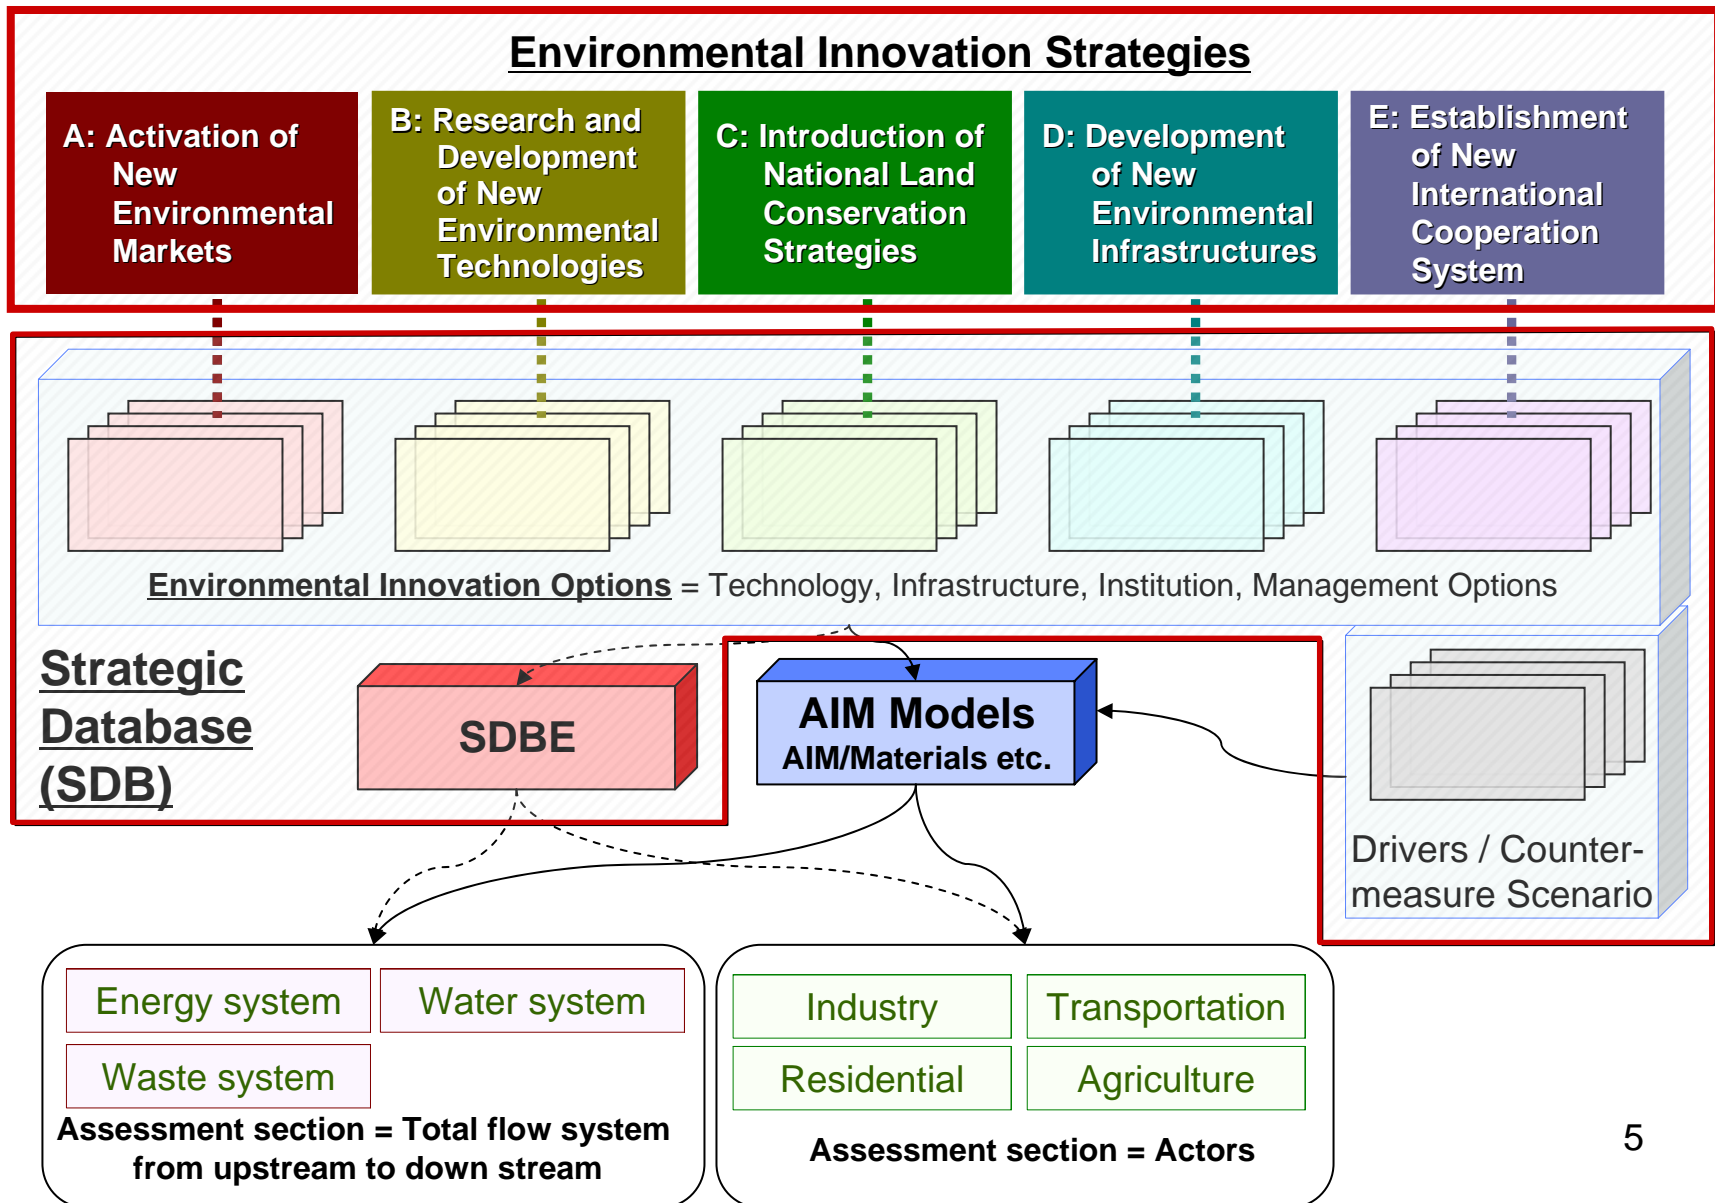 Environmental Innovation Strategies
A: Activation of
New
Environmental
Markets
B: Research and
Development
of New
Environmental
Technologies
C: Introduction of
National Land
Conservation
Strategies
D: Development
of New
Environmental
Infrastructures
E: Establishment
of New
International
Cooperation
System
Environmental Innovation Options = Technology, Infrastructure, Institution, Management Options
Strategic
Database
(SDB)
SDBE
AIM Models
AIM/Materials etc.
Drivers / Counter-
measure Scenario
Energy system
Water system
Waste system
Assessment section = Total flow system
from upstream to down stream
Industry
Transportation
Residential
Agriculture
Assessment section = Actors
5